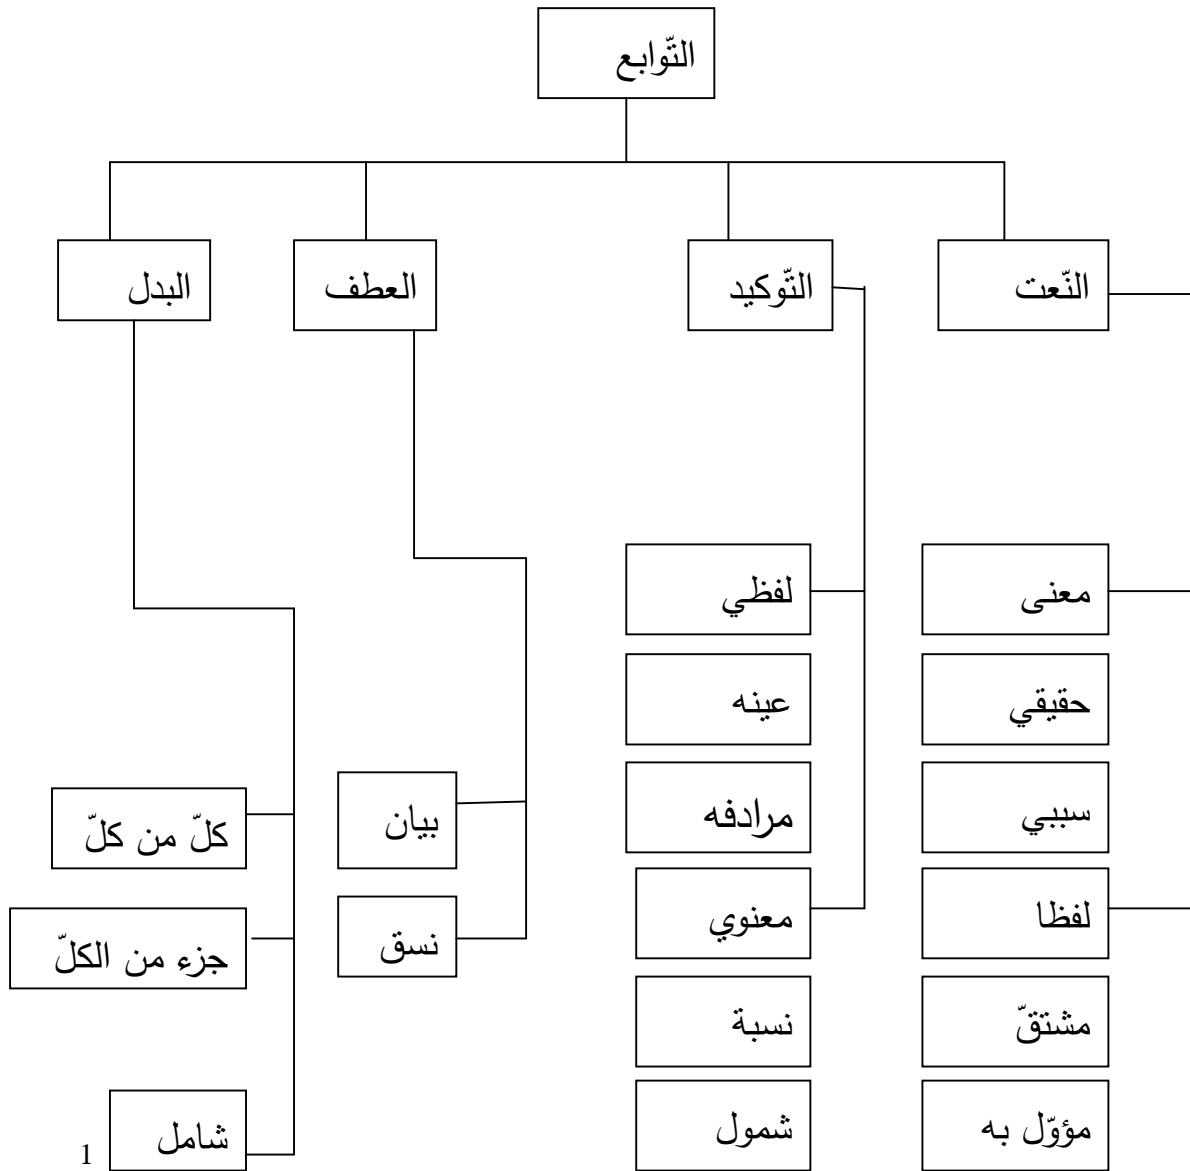 التّوابع
النّعت
التّوكيد
العطف
البدل
معنى
حقيقي
سببي
لفظا
مشتقّ
مؤوّل به
لفظي
عينه
مرادفه
معنوي
نسبة
شمول
بيان
نسق
كلّ من كلّ
جزء من الكلّ
شامل
1